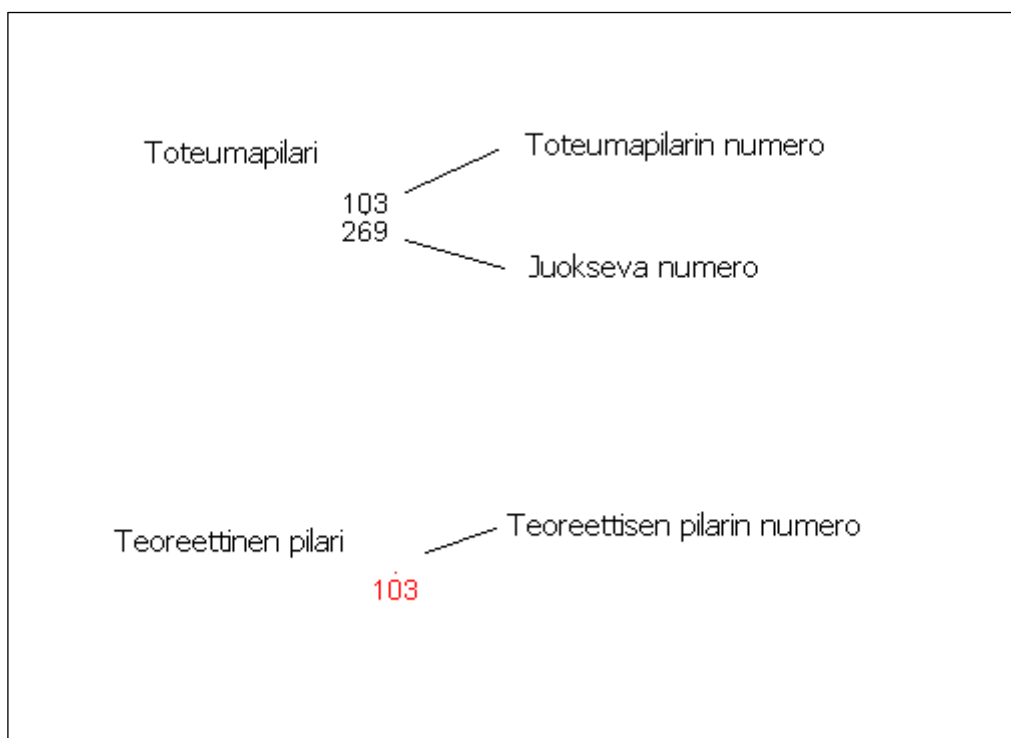 Toteumapilari
Toteumapilarin numero
103
269
Juokseva numero
Teoreettinen pilari
Teoreettisen pilarin numero
103